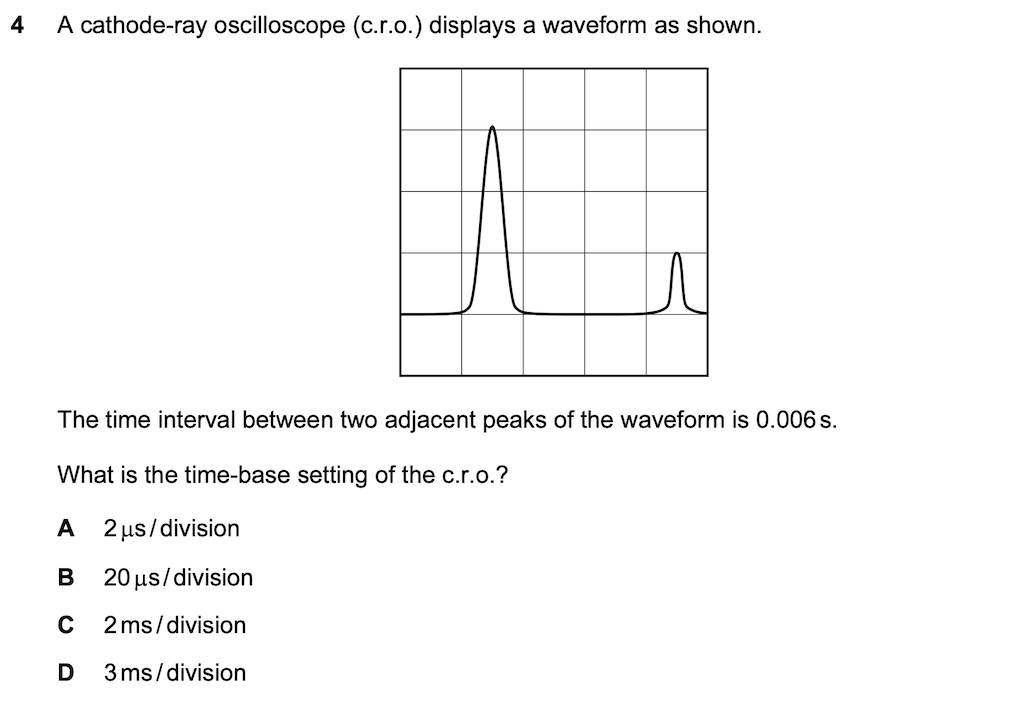 4 A cathode-ray oscilloscope (c.r.o.) displays a waveform as shown.
The time interval between two adjacent peaks of the waveform is 0.006 s.
What is the time-base setting of the c.r.o.?
A 2 μs / division
B 20 μs / division
C 2 ms / division
D 3 ms / division